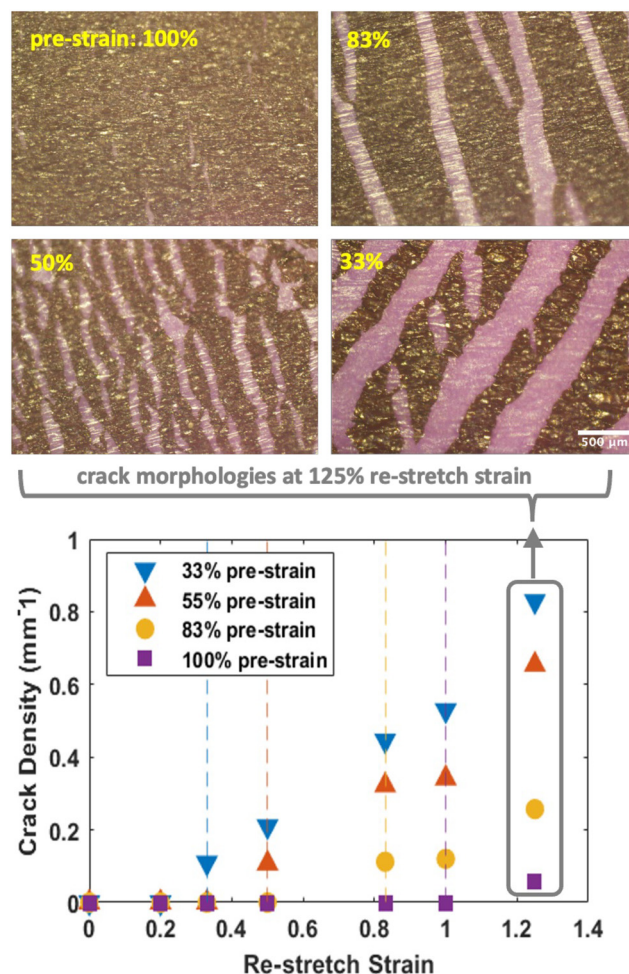 pre-strain: 100%
83%
50%
33%
500 μm
crack morphologies at 125% re-stretch strain
Crack Density (mm⁻¹)
1
0.8
0.6
0.4
0.2
0
33% pre-strain
55% pre-strain
83% pre-strain
100% pre-strain
0
0.2
0.4
0.6
0.8
1
1.2
1.4
Re-stretch Strain